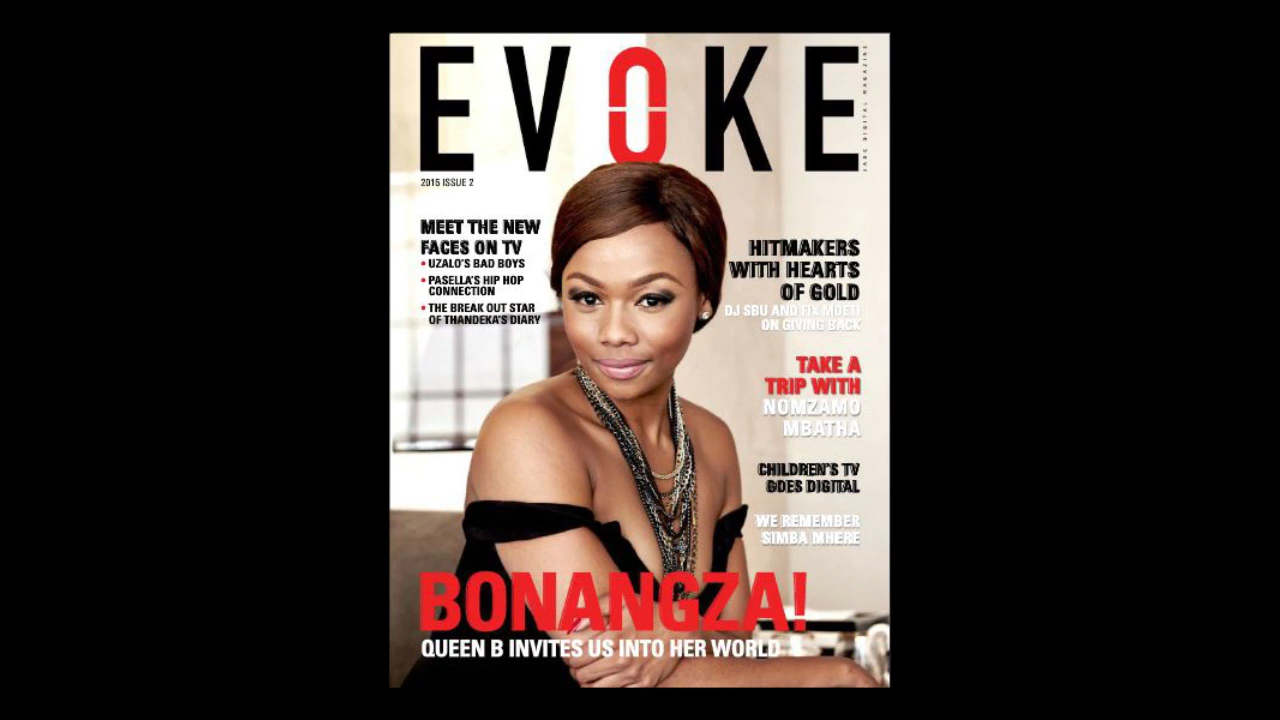 EVOKE
SABC DIGITAL MAGAZINE
2015 ISSUE 2
MEET THE NEW
FACES ON TV
• UZALO'S BAD BOYS
• PASELLA'S HIP HOP
CONNECTION
• THE BREAK OUT STAR
OF THANDEKA'S DIARY
HITMAKERS
WITH HEARTS
OF GOLD
DJ SBU AND FIX MOETI
ON GIVING BACK
TAKE A
TRIP WITH
NOMZAMO
MBATHA
CHILDREN'S TV
GOES DIGITAL
WE REMEMBER
SIMBA MHERE
BONANGZA!
QUEEN B INVITES US INTO HER WORLD